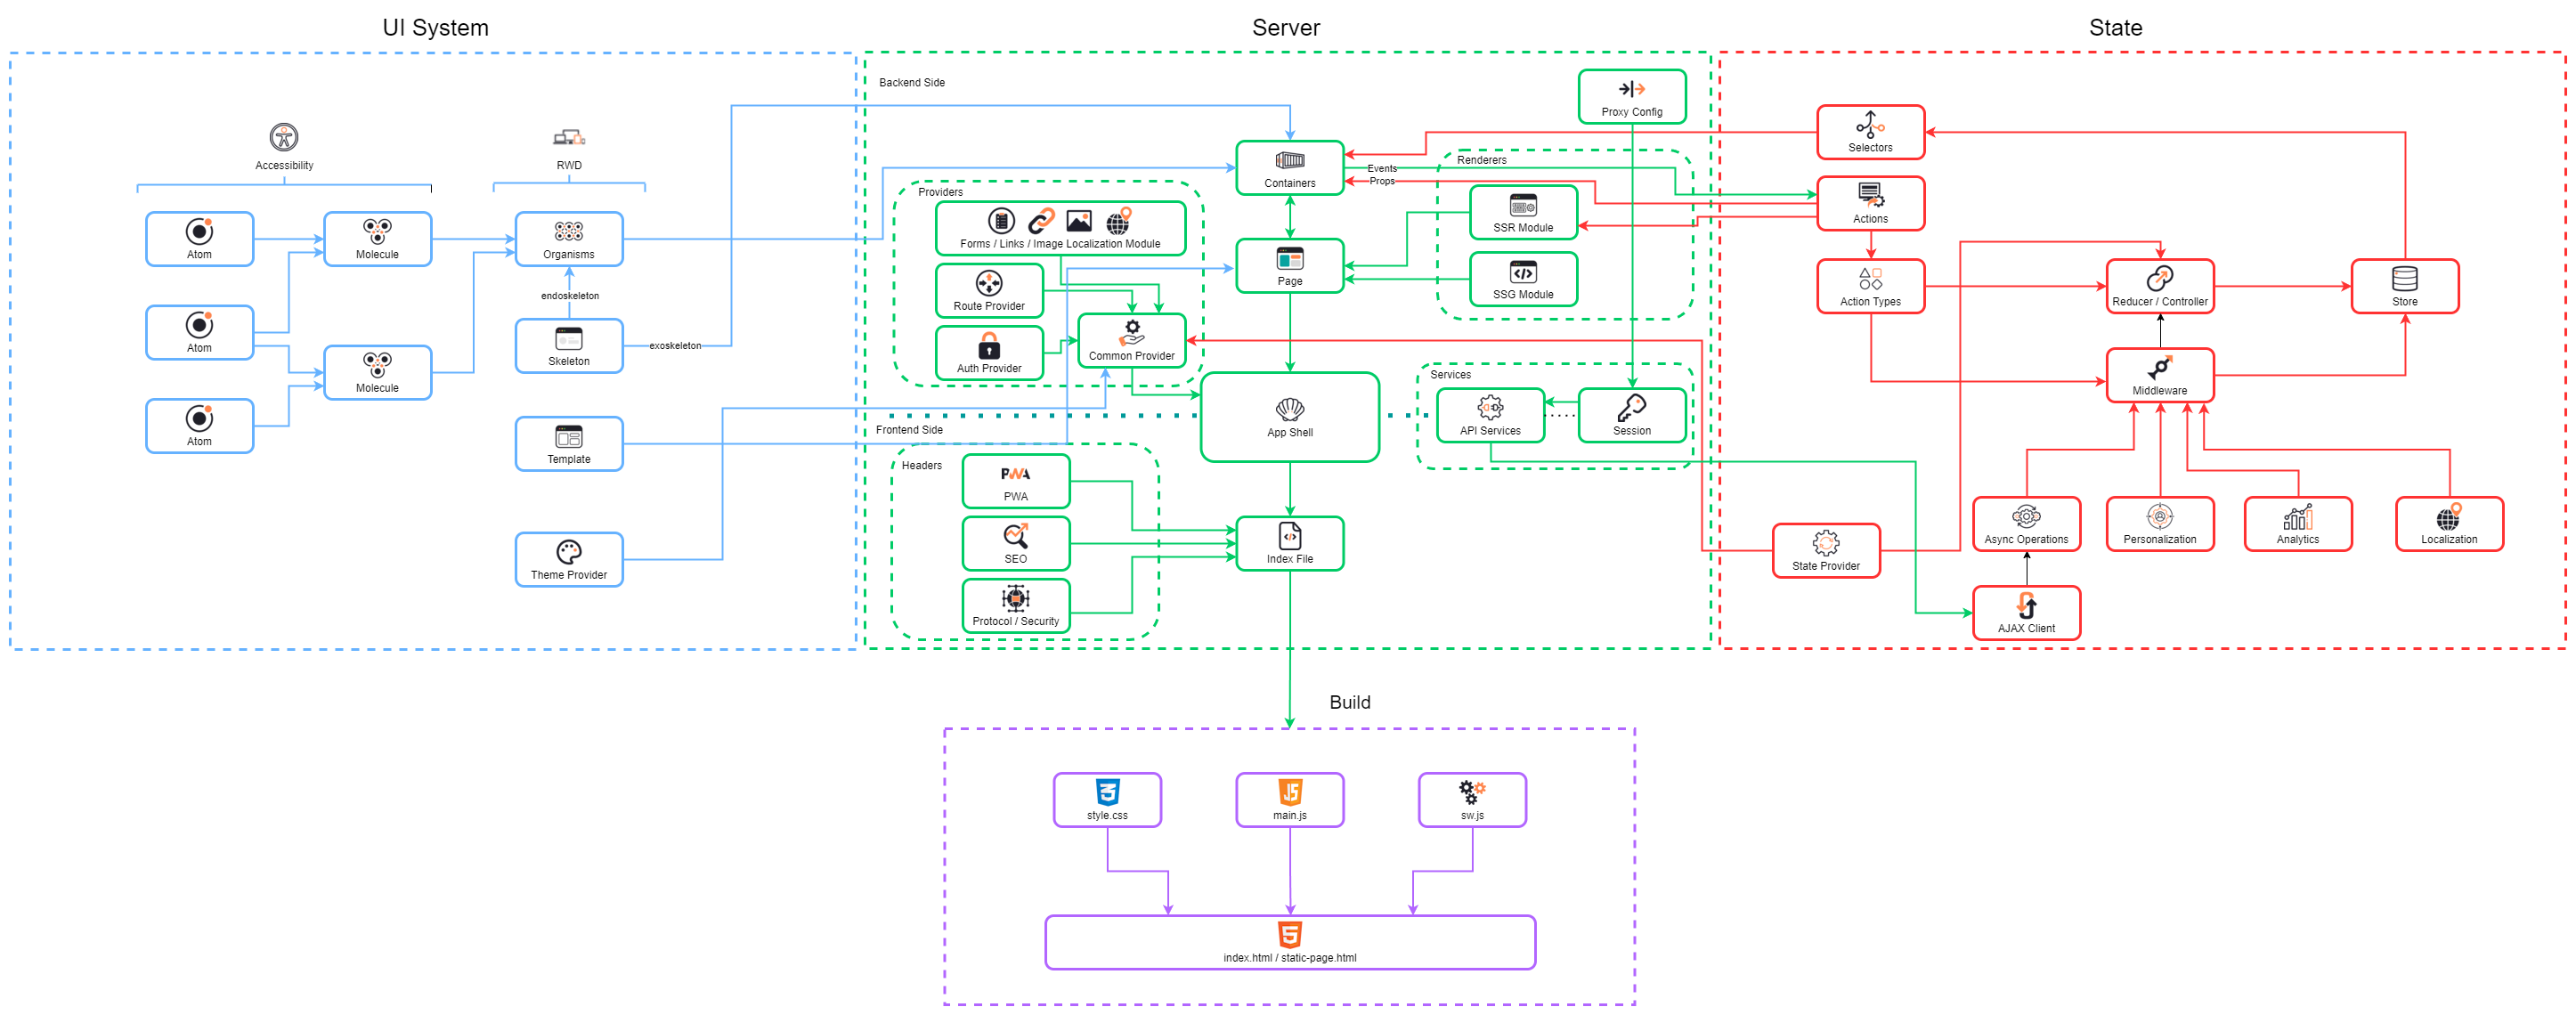 UI System
Server
State
Backend Side
Proxy Config
Accessibility
RWD
Selectors
Containers
Events
Props
Renderers
Providers
Actions
SSR Module
Atom
Molecule
Organisms
Forms / Links / Image Localization Module
Page
SSG Module
endoskeleton
Route Provider
Action Types
Reducer / Controller
Store
Atom
Skeleton
exoskeleton
Auth Provider
Common Provider
Molecule
Services
Middleware
Atom
Template
Frontend Side
App Shell
API Services
Session
Headers
PWA
PWA
SEO
Index File
Async Operations
Personalization
Analytics
Localization
Theme Provider
State Provider
Protocol / Security
AJAX Client
Build
3
JS
style.css
main.js
sw.js
5
index.html / static-page.html